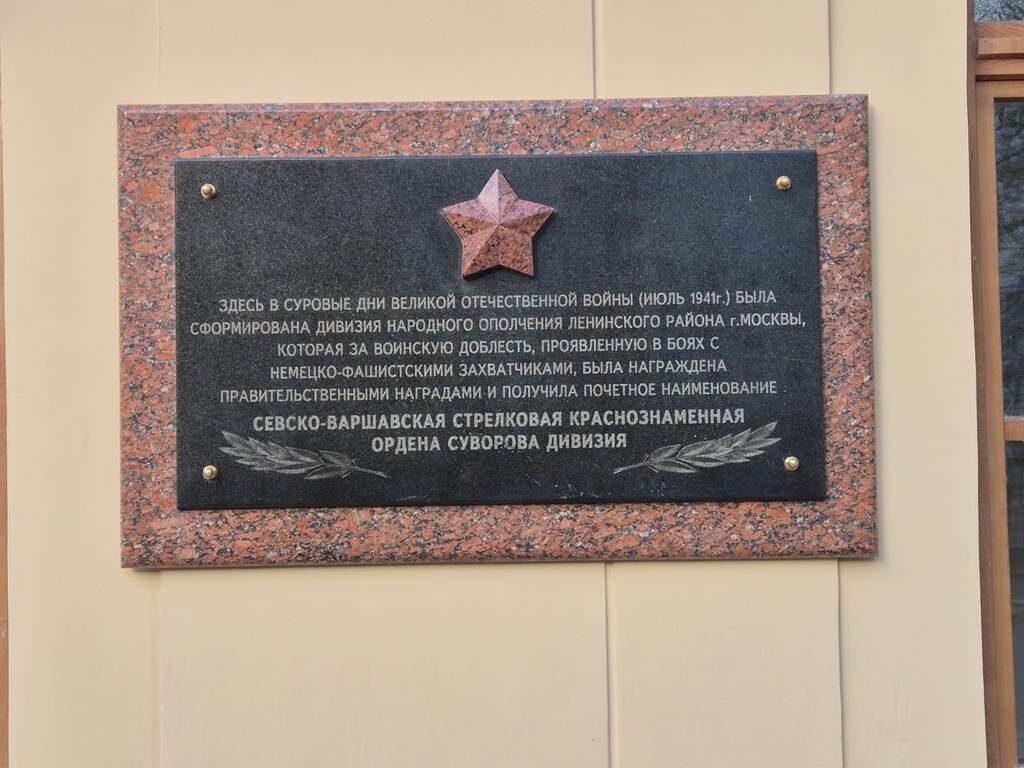 ЗДЕСЬ В СУРОВЫЕ ДНИ ВЕЛИКОЙ ОТЕЧЕСТВЕННОЙ ВОЙНЫ (ИЮЛЬ 1941г.) БЫЛА
СФОРМИРОВАНА ДИВИЗИЯ НАРОДНОГО ОПОЛЧЕНИЯ ЛЕНИНСКОГО РАЙОНА г.МОСКВЫ,
КОТОРАЯ ЗА ВОИНСКУЮ ДОБЛЕСТЬ, ПРОЯВЛЕННУЮ В БОЯХ С
НЕМЕЦКО-ФАШИСТСКИМИ ЗАХВАТЧИКАМИ, БЫЛА НАГРАЖДЕНА
ПРАВИТЕЛЬСТВЕННЫМИ НАГРАДАМИ И ПОЛУЧИЛА ПОЧЕТНОЕ НАИМЕНОВАНИЕ
СЕВСКО-ВАРШАВСКАЯ СТРЕЛКОВАЯ КРАСНОЗНАМЕННАЯ
ОРДЕНА СУВОРОВА ДИВИЗИЯ